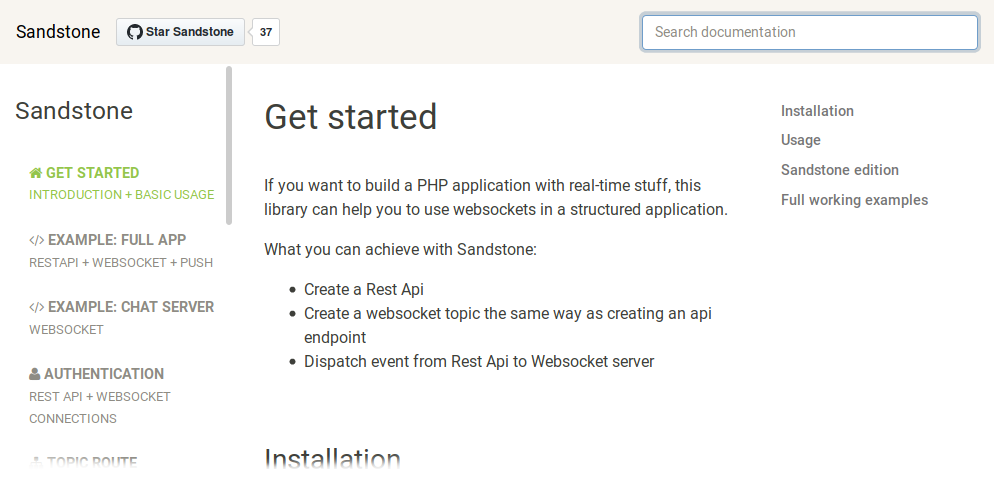 Sandstone
Star Sandstone
37
Search documentation
Sandstone
GET STARTED
INTRODUCTION + BASIC USAGE
</> EXAMPLE: FULL APP
RESTAPI + WEBSOCKET + PUSH
</> EXAMPLE: CHAT SERVER
WEBSOCKET
AUTHENTICATION
REST API + WEBSOCKET
CONNECTIONS
TOPIC ROUTE
Get started
If you want to build a PHP application with real-time stuff, this
library can help you to use websockets in a structured application.
What you can achieve with Sandstone:
• Create a Rest Api
• Create a websocket topic the same way as creating an api
endpoint
• Dispatch event from Rest Api to Websocket server
Installation
Installation
Usage
Sandstone edition
Full working examples